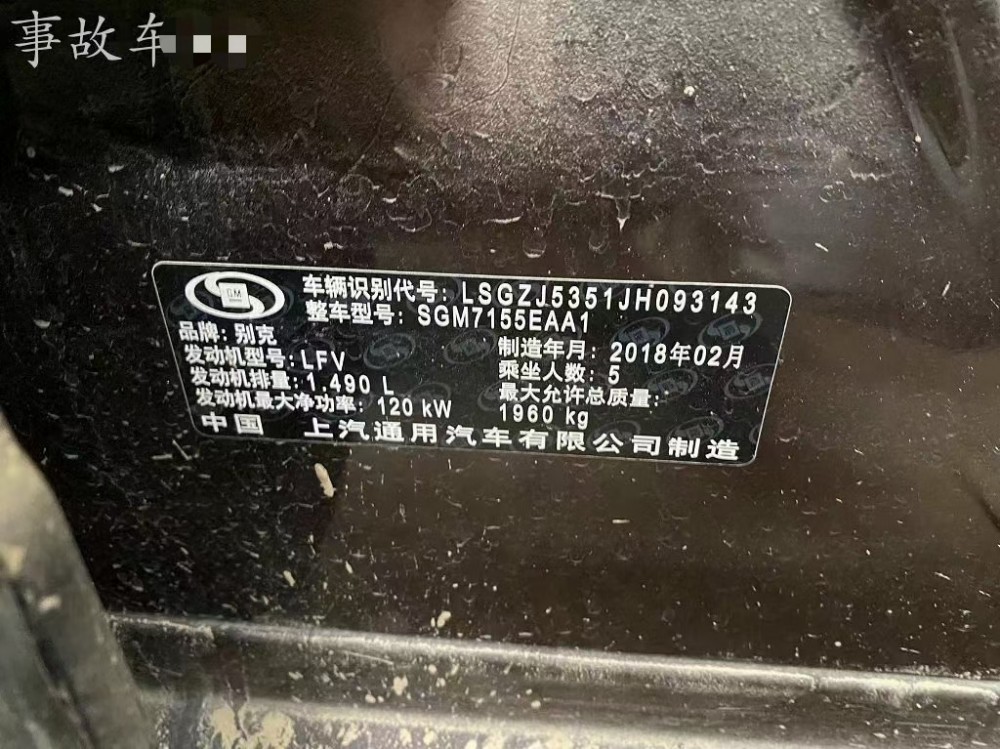 事故车
GM
车辆识别代号: LSGZJ5351JH093143
整车型号: SGM7155EAA1
品牌: 别克
制造年月: 2018年02月
发动机型号: LFV
乘坐人数: 5
发动机排量: 1.490 L
最大允许总质量:
发动机最大净功率: 120 kW
1960 kg
中国 上汽通用汽车有限公司制造